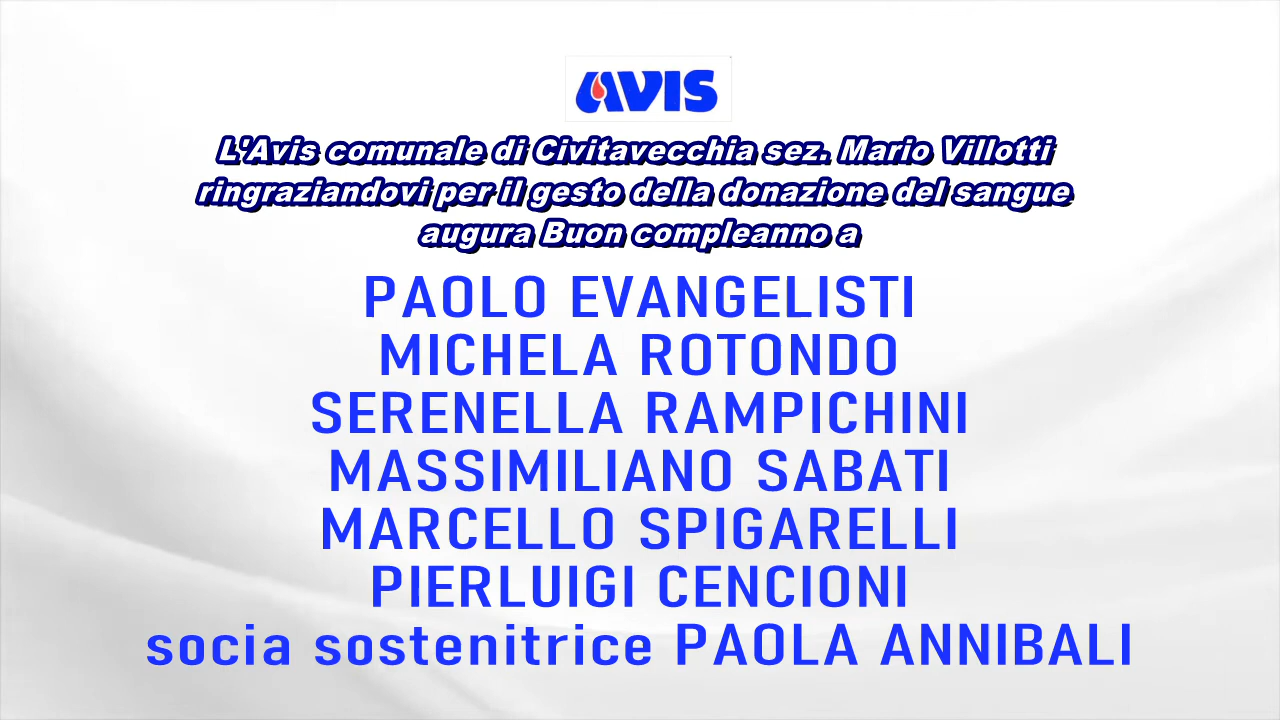 AVIS
L'Avis comunale di Civitavecchia sez. Mario Villotti
ringraziandovi per il gesto della donazione del sangue
augura Buon compleanno a
PAOLO EVANGELISTI
MICHELA ROTONDO
SERENELLA RAMPICHINI
MASSIMILIANO SABATI
MARCELLO SPIGARELLI
PIERLUIGI CENCIONI
socia sostenitrice PAOLA ANNIBALI